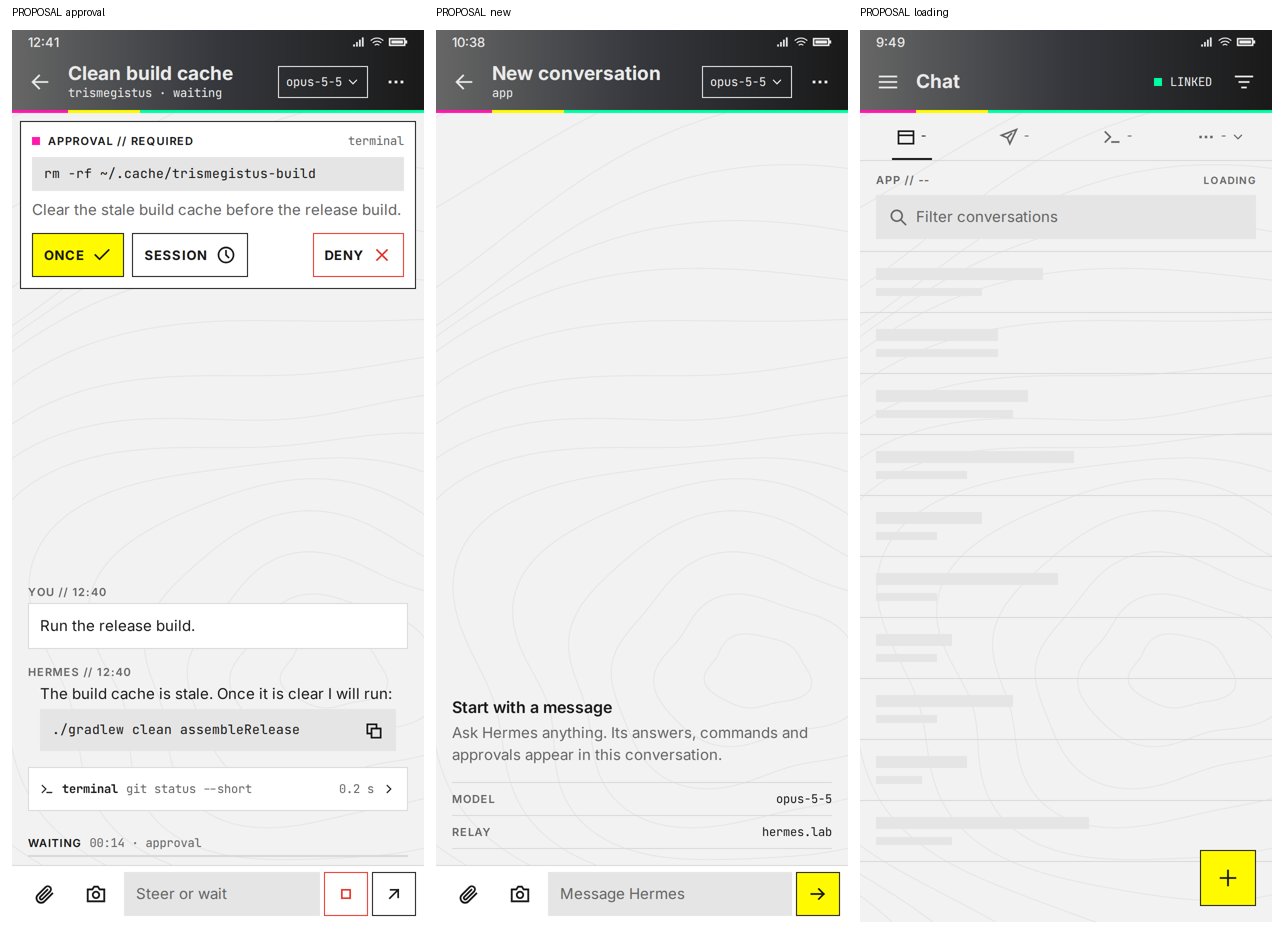 PROPOSAL approval
12:41
Clean build cache
trismegistus · waiting
opus-5-5
APPROVAL // REQUIRED
terminal
rm -rf ~/.cache/trismegistus-build
Clear the stale build cache before the release build.
ONCE
SESSION
DENY
YOU // 12:40
Run the release build.
HERMES // 12:40
The build cache is stale. Once it is clear I will run:
./gradlew clean assembleRelease
terminal git status --short 0.2 s
WAITING 00:14 · approval
Steer or wait
PROPOSAL new
10:38
New conversation
app
opus-5-5
Start with a message
Ask Hermes anything. Its answers, commands and
approvals appear in this conversation.
MODEL opus-5-5
RELAY hermes.lab
Message Hermes
PROPOSAL loading
9:49
Chat
LINKED
- - - -
APP // --
LOADING
Filter conversations